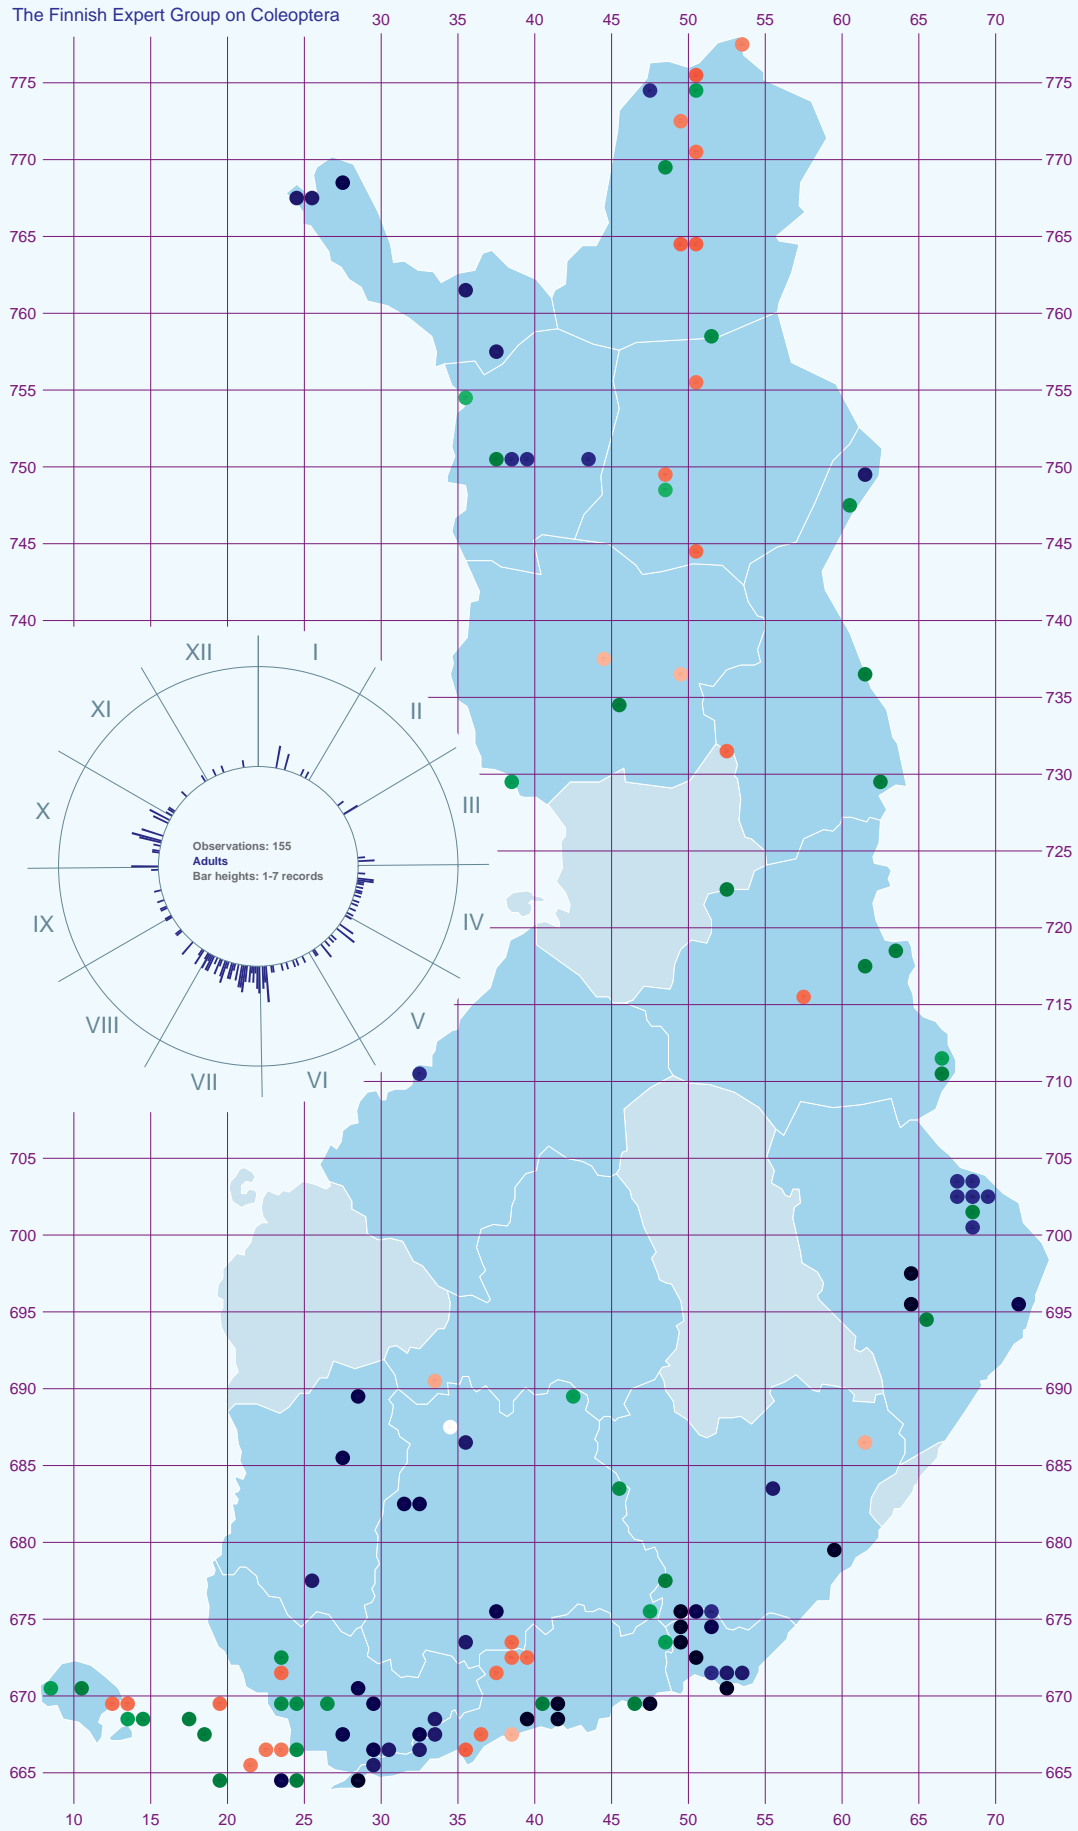 The Finnish Expert Group on Coleoptera
30 35 40 45 50 55 60 65 70
775 775
770 770
765 765
760 760
755 755
750 750
745 745
740 740
XII I
XI II
735
730
X III
Observations: 155
Adults
Bar heights: 1-7 records
725
IX IV
720
VIII V
715
VII VI
710
705 705
700 700
695 695
690 690
685 685
680 680
675 675
670 670
665 665
10 15 20 25 30 35 40 45 50 55 60 65 70